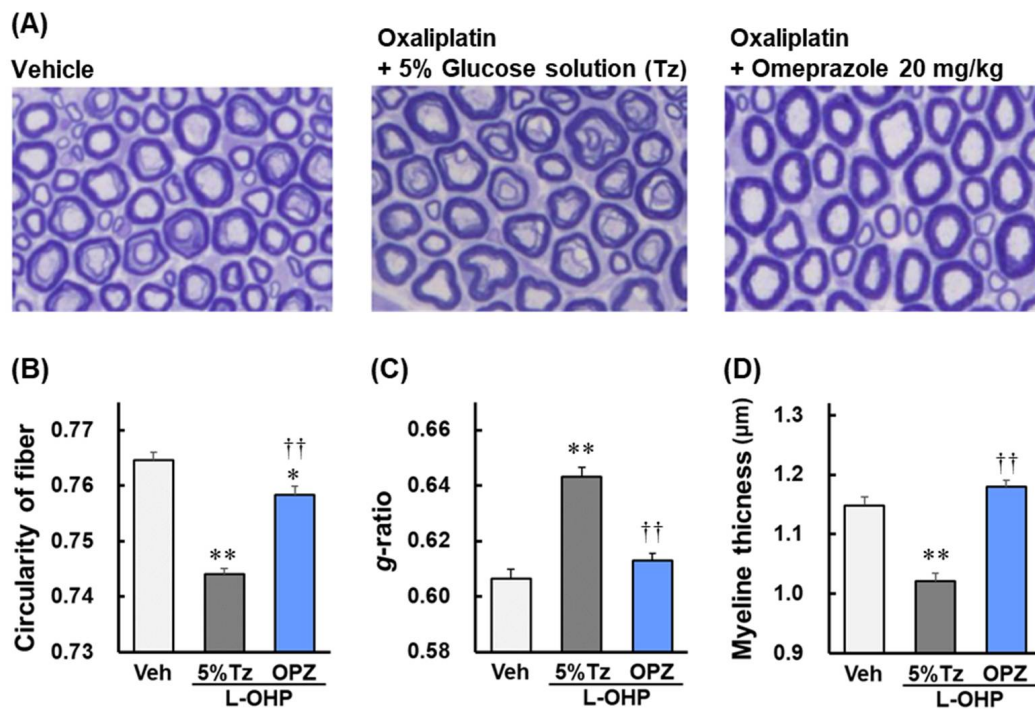 (A)
Vehicle
Oxaliplatin
+ 5% Glucose solution (Tz)
Oxaliplatin
+ Omeprazole 20 mg/kg
(B)
Circularity of fiber
0.77
0.76
0.75
0.74
0.73
**
††
*
Veh
5%Tz
OPZ
L-OHP
(C)
g-ratio
0.66
0.64
0.62
0.60
0.58
**
††
Veh
5%Tz
OPZ
L-OHP
(D)
Myeline thicness (μm)
1.3
1.2
1.1
1.0
0.9
**
††
Veh
5%Tz
OPZ
L-OHP